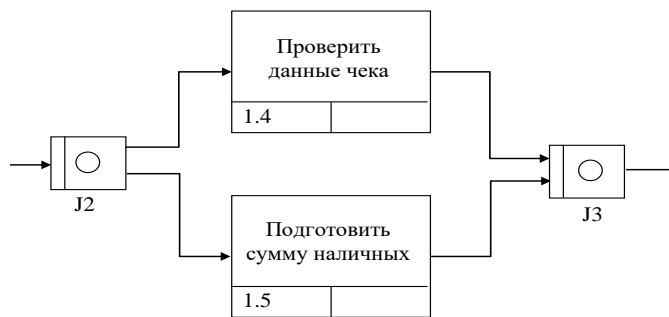 Проверить
данные чека
1.4
J2
J3
Подготовить
сумму наличных
1.5